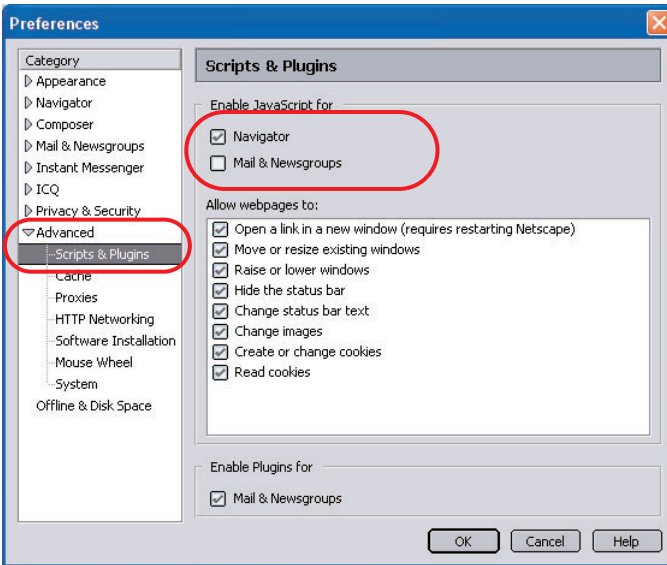 Preferences
Category
Appearance
Navigator
Composer
Mail & Newsgroups
Instant Messenger
ICQ
Privacy & Security
Advanced
Scripts & Plugins
Cache
Proxies
HTTP Networking
Software Installation
Mouse Wheel
System
Offline & Disk Space
Scripts & Plugins
Enable JavaScript for
Navigator
Mail & Newsgroups
Allow webpages to:
Open a link in a new window (requires restarting Netscape)
Move or resize existing windows
Raise or lower windows
Hide the status bar
Change status bar text
Change images
Create or change cookies
Read cookies
Enable Plugins for
Mail & Newsgroups
OK
Cancel
Help